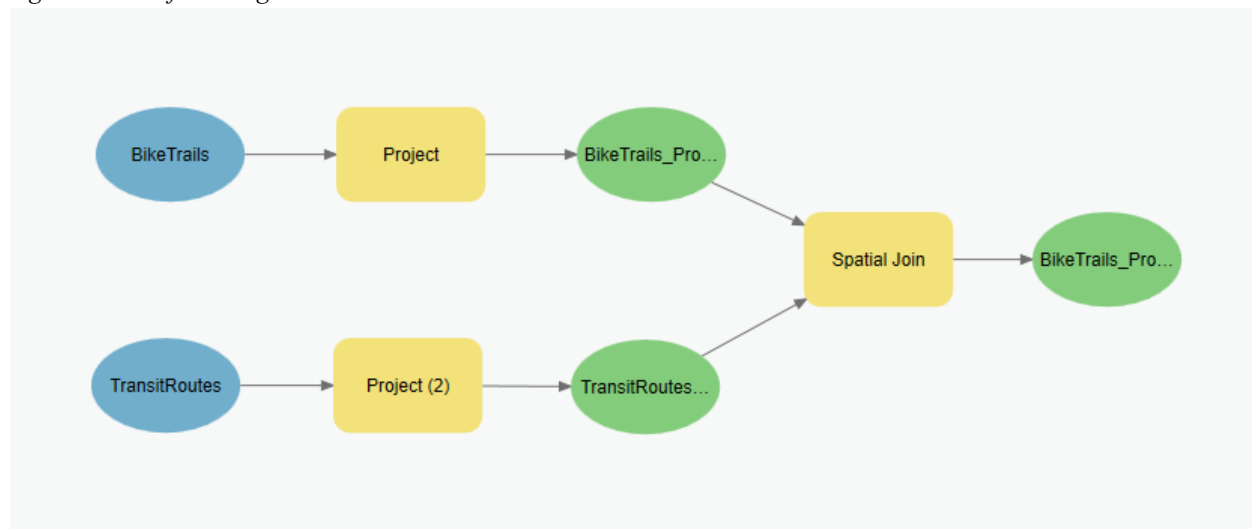 BikeTrails
Project
BikeTrails_Pro...
Spatial Join
BikeTrails_Pro...
TransitRoutes
Project (2)
TransitRoutes...